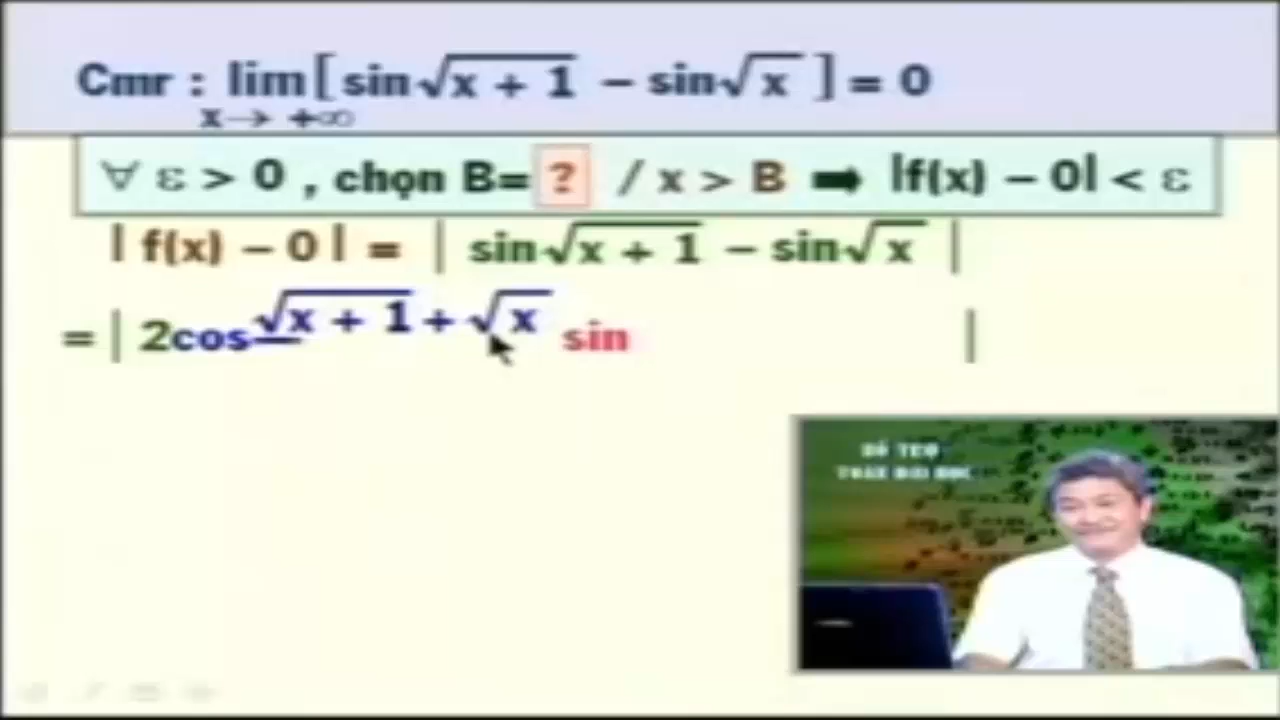 Cmr : lim [ sin√(x + 1) − sin√x ] = 0
x → +∞
∀ ε > 0 , chọn B= ? / x > B ➡ |f(x) − 0| < ε
| f(x) − 0 | = | sin√(x + 1) − sin√x |
= | 2cos √(x + 1) + √x sin |